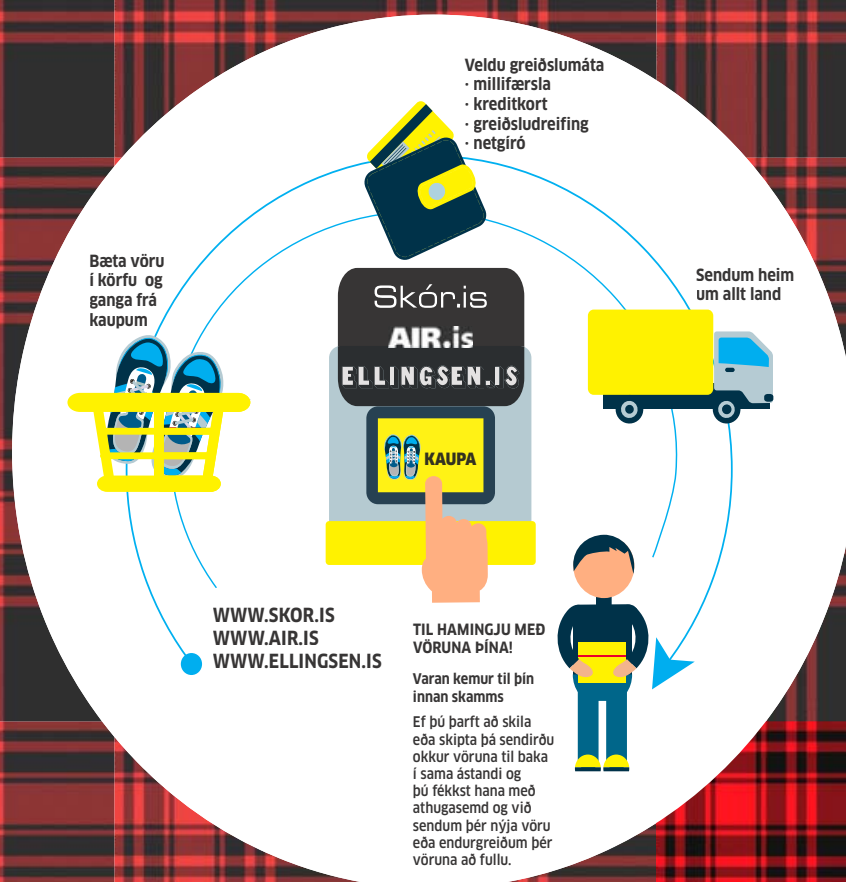 Veldu greiðslumáta
· millifærsla
· kreditkort
· greiðsludreifing
· netgíró
Bæta vöru
í körfu og
ganga frá
kaupum
Sendum heim
um allt land
Skór.is
AIR.is
ELLINGSEN.IS
KAUPA
WWW.SKOR.IS
WWW.AIR.IS
WWW.ELLINGSEN.IS
TIL HAMINGJU MEÐ
VÖRUNA ÞÍNA!
Varan kemur til þín
innan skamms
Ef þú þarft að skila
eða skipta þá sendirðu
okkur vöruna til baka
í sama ástandi og
þú fékkst hana með
athugasemd og við
sendum þér nýja vöru
eða endurgreiðum þér
vöruna að fullu.